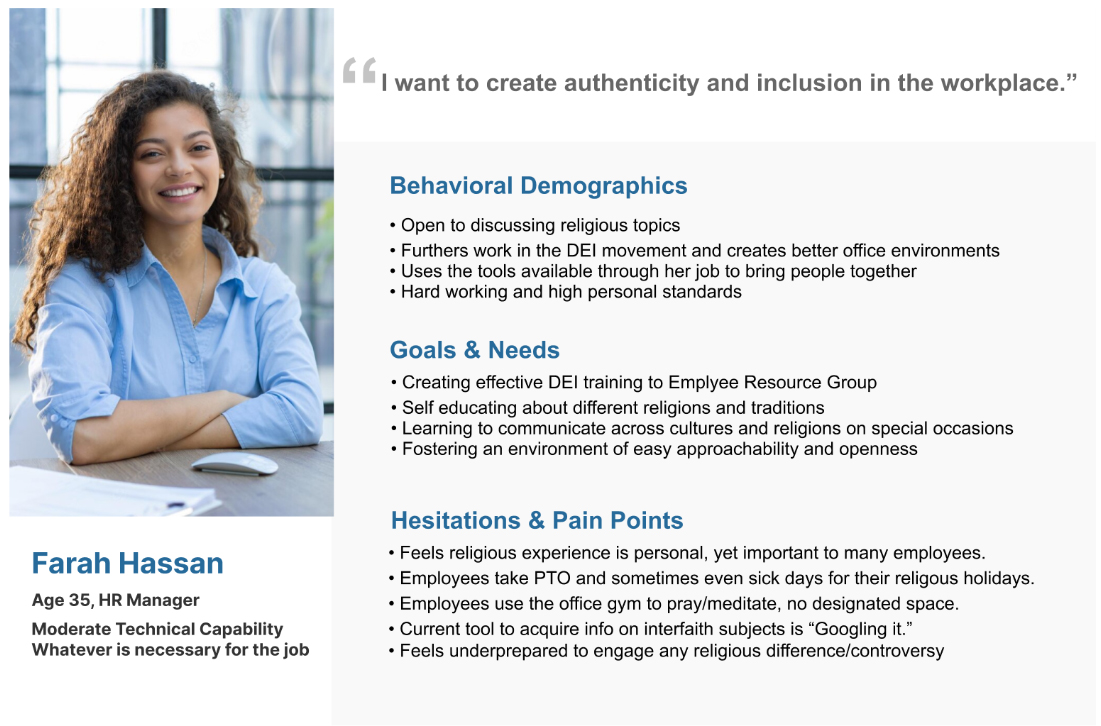 “I want to create authenticity and inclusion in the workplace.”
Behavioral Demographics
• Open to discussing religious topics
• Furthers work in the DEI movement and creates better office environments
• Uses the tools available through her job to bring people together
• Hard working and high personal standards
Goals & Needs
• Creating effective DEI training to Emplyee Resource Group
• Self educating about different religions and traditions
• Learning to communicate across cultures and religions on special occasions
• Fostering an environment of easy approachability and openness
Hesitations & Pain Points
• Feels religious experience is personal, yet important to many employees.
• Employees take PTO and sometimes even sick days for their religous holidays.
• Employees use the office gym to pray/meditate, no designated space.
• Current tool to acquire info on interfaith subjects is “Googling it.”
• Feels underprepared to engage any religious difference/controversy
Farah Hassan
Age 35, HR Manager
Moderate Technical Capability
Whatever is necessary for the job